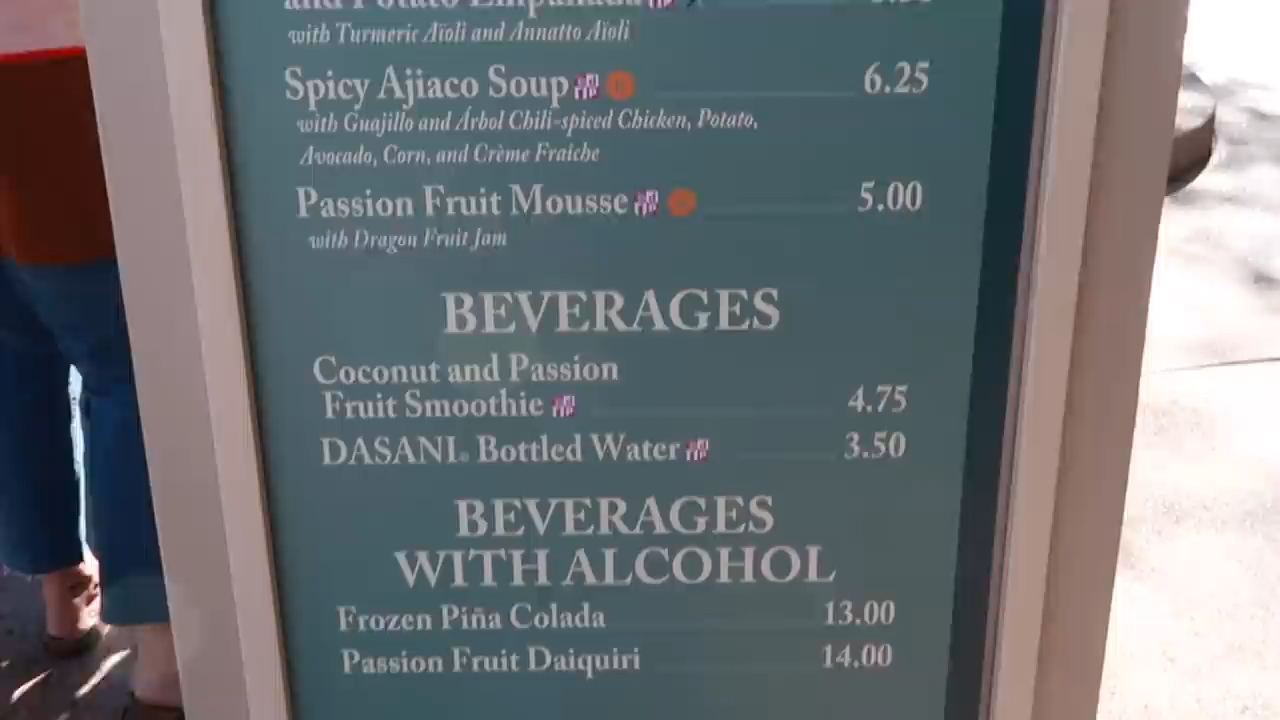 and Potato Empanada
with Turmeric Aïoli and Annatto Aïoli
Spicy Ajiaco Soup 6.25
with Guajillo and Árbol Chili-spiced Chicken, Potato,
Avocado, Corn, and Crème Fraîche
Passion Fruit Mousse 5.00
with Dragon Fruit Jam
BEVERAGES
Coconut and Passion
Fruit Smoothie 4.75
DASANI® Bottled Water 3.50
BEVERAGES
WITH ALCOHOL
Frozen Piña Colada 13.00
Passion Fruit Daiquiri 14.00